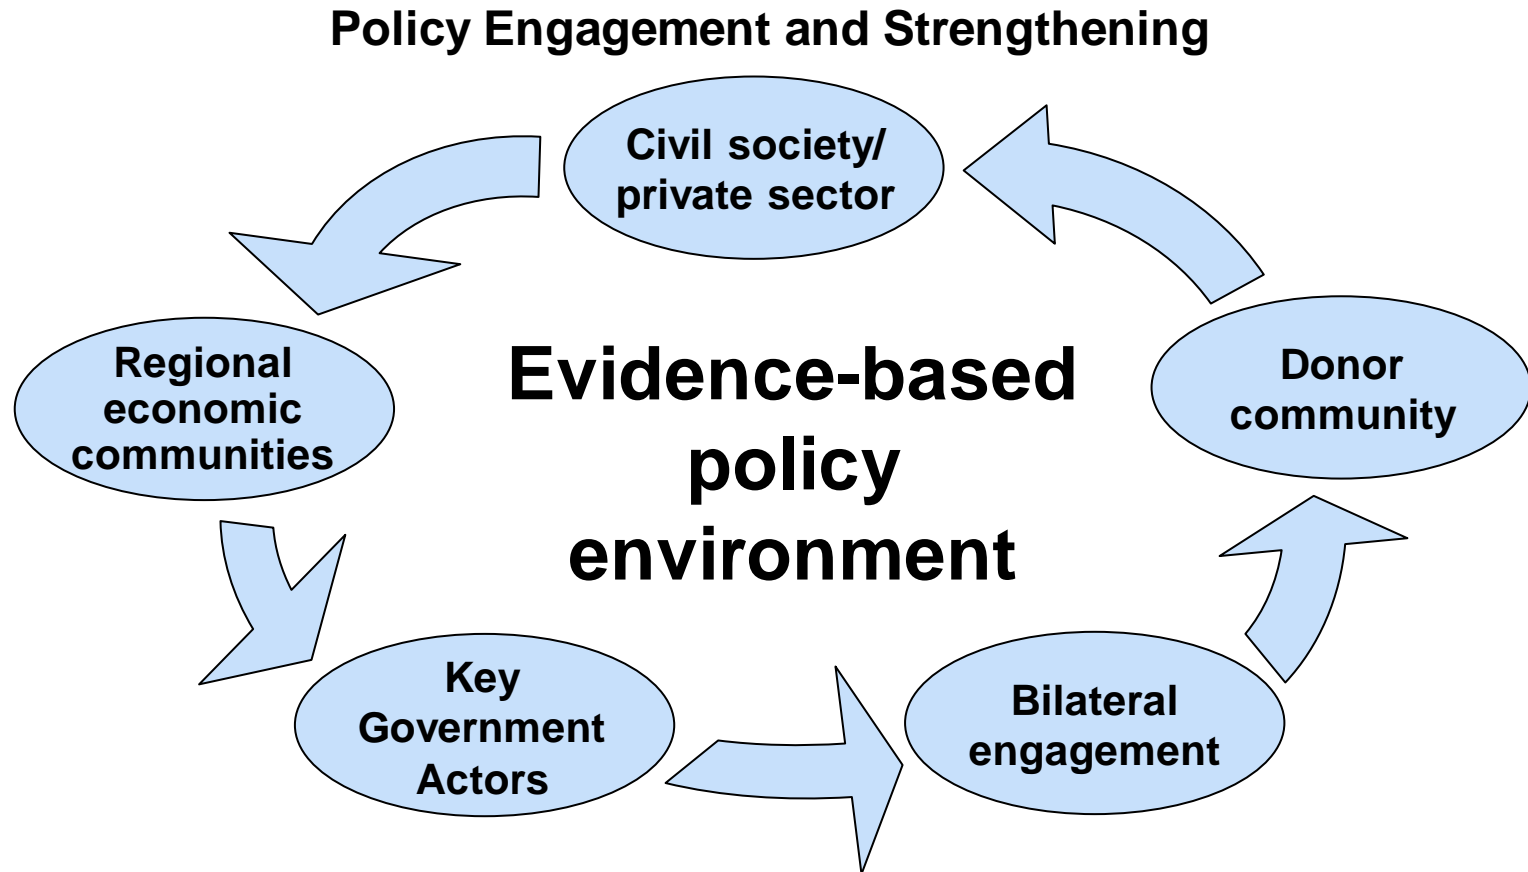 Policy Engagement and Strengthening
Civil society/
private sector
Regional
economic
communities
Evidence-based
policy
environment
Donor
community
Key
Government
Actors
Bilateral
engagement